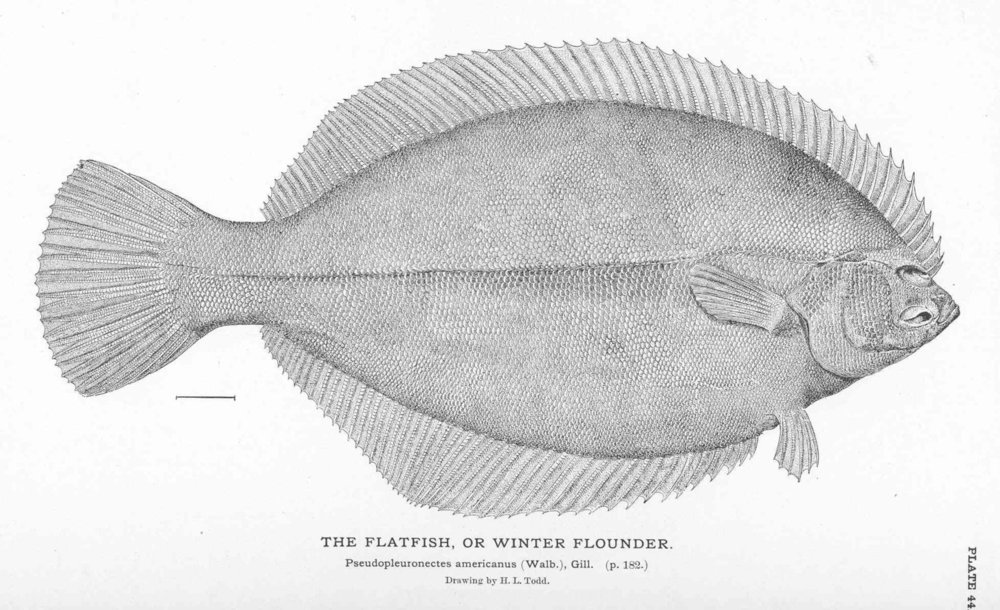 THE FLATFISH, OR WINTER FLOUNDER.
Pseudopleuronectes americanus (Walb.), Gill. (p. 182.)
Drawing by H. L. Todd.
PLATE 44